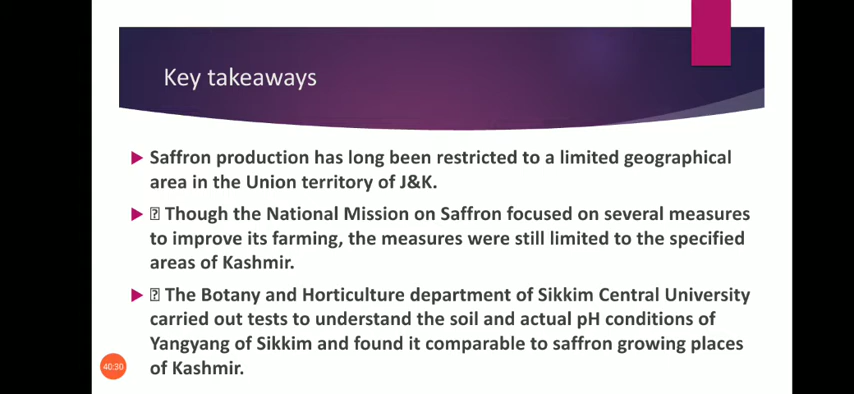 Key takeaways
Saffron production has long been restricted to a limited geographical
area in the Union territory of J&K.
Though the National Mission on Saffron focused on several measures
to improve its farming, the measures were still limited to the specified
areas of Kashmir.
The Botany and Horticulture department of Sikkim Central University
carried out tests to understand the soil and actual pH conditions of
Yangyang of Sikkim and found it comparable to saffron growing places
of Kashmir.
40:30